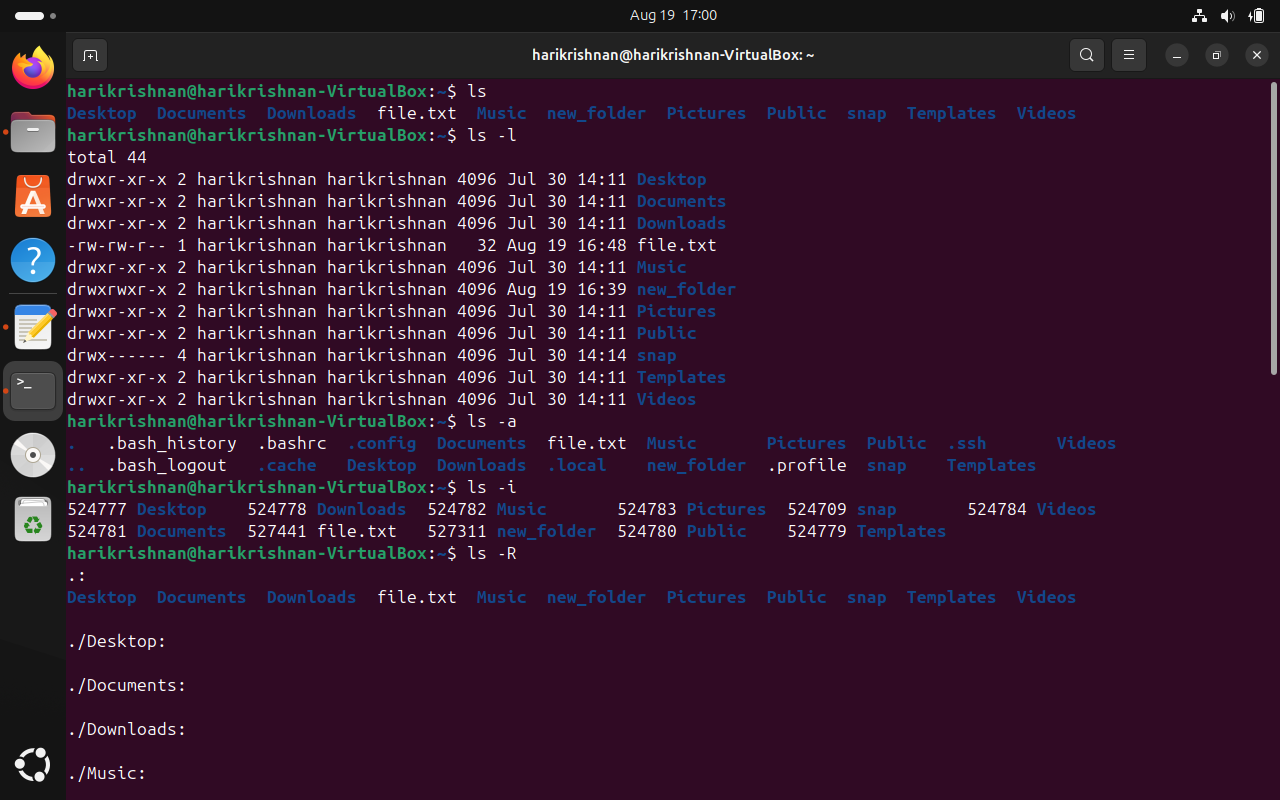 Aug 19 17:00
harikrishnan@harikrishnan-VirtualBox: ~
harikrishnan@harikrishnan-VirtualBox:~$ ls
Desktop  Documents  Downloads  file.txt  Music  new_folder  Pictures  Public  snap  Templates  Videos
harikrishnan@harikrishnan-VirtualBox:~$ ls -l
total 44
drwxr-xr-x 2 harikrishnan harikrishnan 4096 Jul 30 14:11 Desktop
drwxr-xr-x 2 harikrishnan harikrishnan 4096 Jul 30 14:11 Documents
drwxr-xr-x 2 harikrishnan harikrishnan 4096 Jul 30 14:11 Downloads
-rw-rw-r-- 1 harikrishnan harikrishnan   32 Aug 19 16:48 file.txt
drwxr-xr-x 2 harikrishnan harikrishnan 4096 Jul 30 14:11 Music
drwxrwxr-x 2 harikrishnan harikrishnan 4096 Aug 19 16:39 new_folder
drwxr-xr-x 2 harikrishnan harikrishnan 4096 Jul 30 14:11 Pictures
drwxr-xr-x 2 harikrishnan harikrishnan 4096 Jul 30 14:11 Public
drwx------ 4 harikrishnan harikrishnan 4096 Jul 30 14:14 snap
drwxr-xr-x 2 harikrishnan harikrishnan 4096 Jul 30 14:11 Templates
drwxr-xr-x 2 harikrishnan harikrishnan 4096 Jul 30 14:11 Videos
harikrishnan@harikrishnan-VirtualBox:~$ ls -a
.   .bash_history  .bashrc  .config  Documents  file.txt  Music       Pictures  Public  .ssh       Videos
..  .bash_logout   .cache   Desktop  Downloads  .local    new_folder  .profile  snap    Templates
harikrishnan@harikrishnan-VirtualBox:~$ ls -i
524777 Desktop    524778 Downloads  524782 Music       524783 Pictures  524709 snap       524784 Videos
524781 Documents  527441 file.txt   527311 new_folder  524780 Public    524779 Templates
harikrishnan@harikrishnan-VirtualBox:~$ ls -R
.:
Desktop  Documents  Downloads  file.txt  Music  new_folder  Pictures  Public  snap  Templates  Videos
./Desktop:
./Documents:
./Downloads:
./Music: